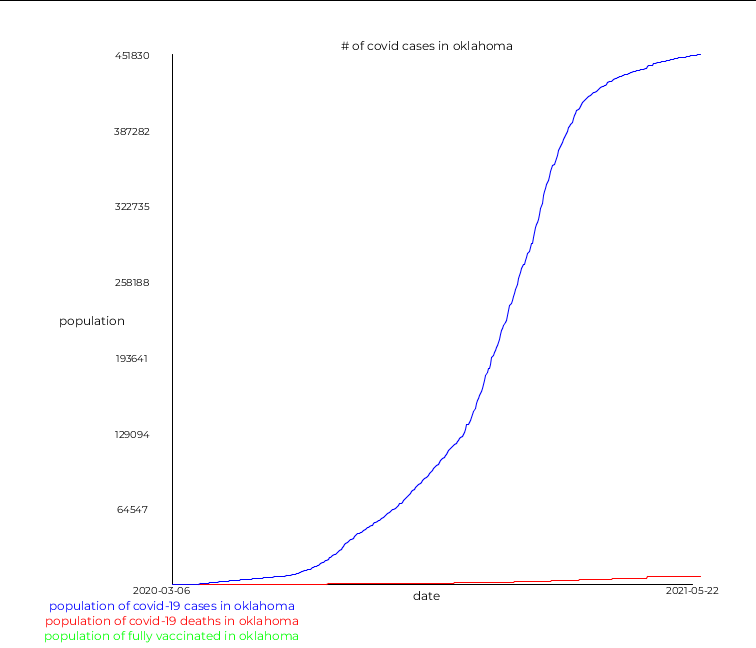 # of covid cases in oklahoma
451830
387282
322735
258188
population
193641
129094
64547
2020-03-06
2021-05-22
date
population of covid-19 cases in oklahoma
population of covid-19 deaths in oklahoma
population of fully vaccinated in oklahoma